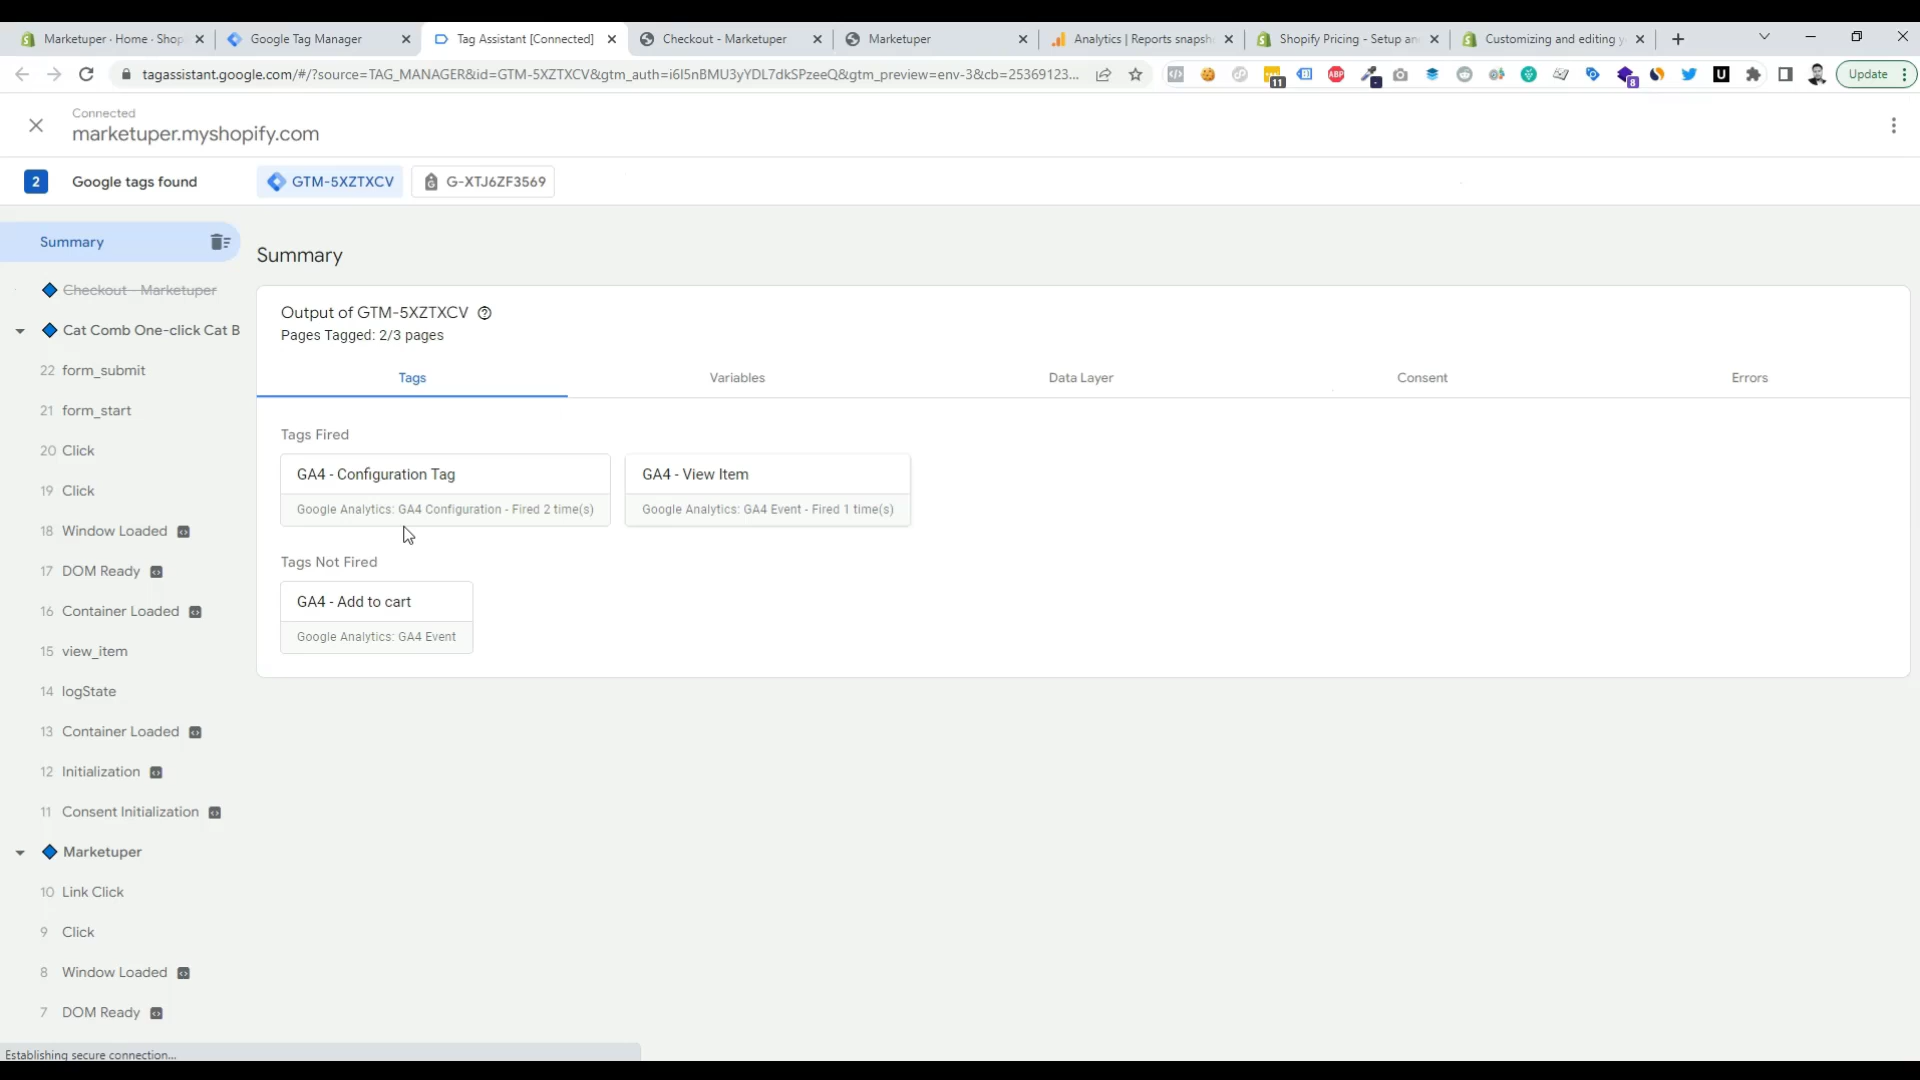 Marketuper · Home · Shop
Google Tag Manager
Tag Assistant [Connected]
Checkout - Marketuper
Marketuper
Analytics | Reports snapsh
Shopify Pricing - Setup an
Customizing and editing y
tagassistant.google.com/#/?source=TAG_MANAGER&id=GTM-5XZTXCV&gtm_auth=i6I5nBMU3yYDL7dkSPzeeQ&gtm_preview=env-3&cb=25369123...
11
ABP
8
U
Update
Connected
marketuper.myshopify.com
2
Google tags found
GTM-5XZTXCV
G-XTJ6ZF3569
Summary
Checkout - Marketuper
Cat Comb One-click Cat B
22 form_submit
21 form_start
20 Click
19 Click
18 Window Loaded
17 DOM Ready
16 Container Loaded
15 view_item
14 logState
13 Container Loaded
12 Initialization
11 Consent Initialization
Marketuper
10 Link Click
9 Click
8 Window Loaded
7 DOM Ready
Summary
Output of GTM-5XZTXCV
Pages Tagged: 2/3 pages
Tags
Variables
Data Layer
Consent
Errors
Tags Fired
GA4 - Configuration Tag
Google Analytics: GA4 Configuration - Fired 2 time(s)
GA4 - View Item
Google Analytics: GA4 Event - Fired 1 time(s)
Tags Not Fired
GA4 - Add to cart
Google Analytics: GA4 Event
Establishing secure connection...